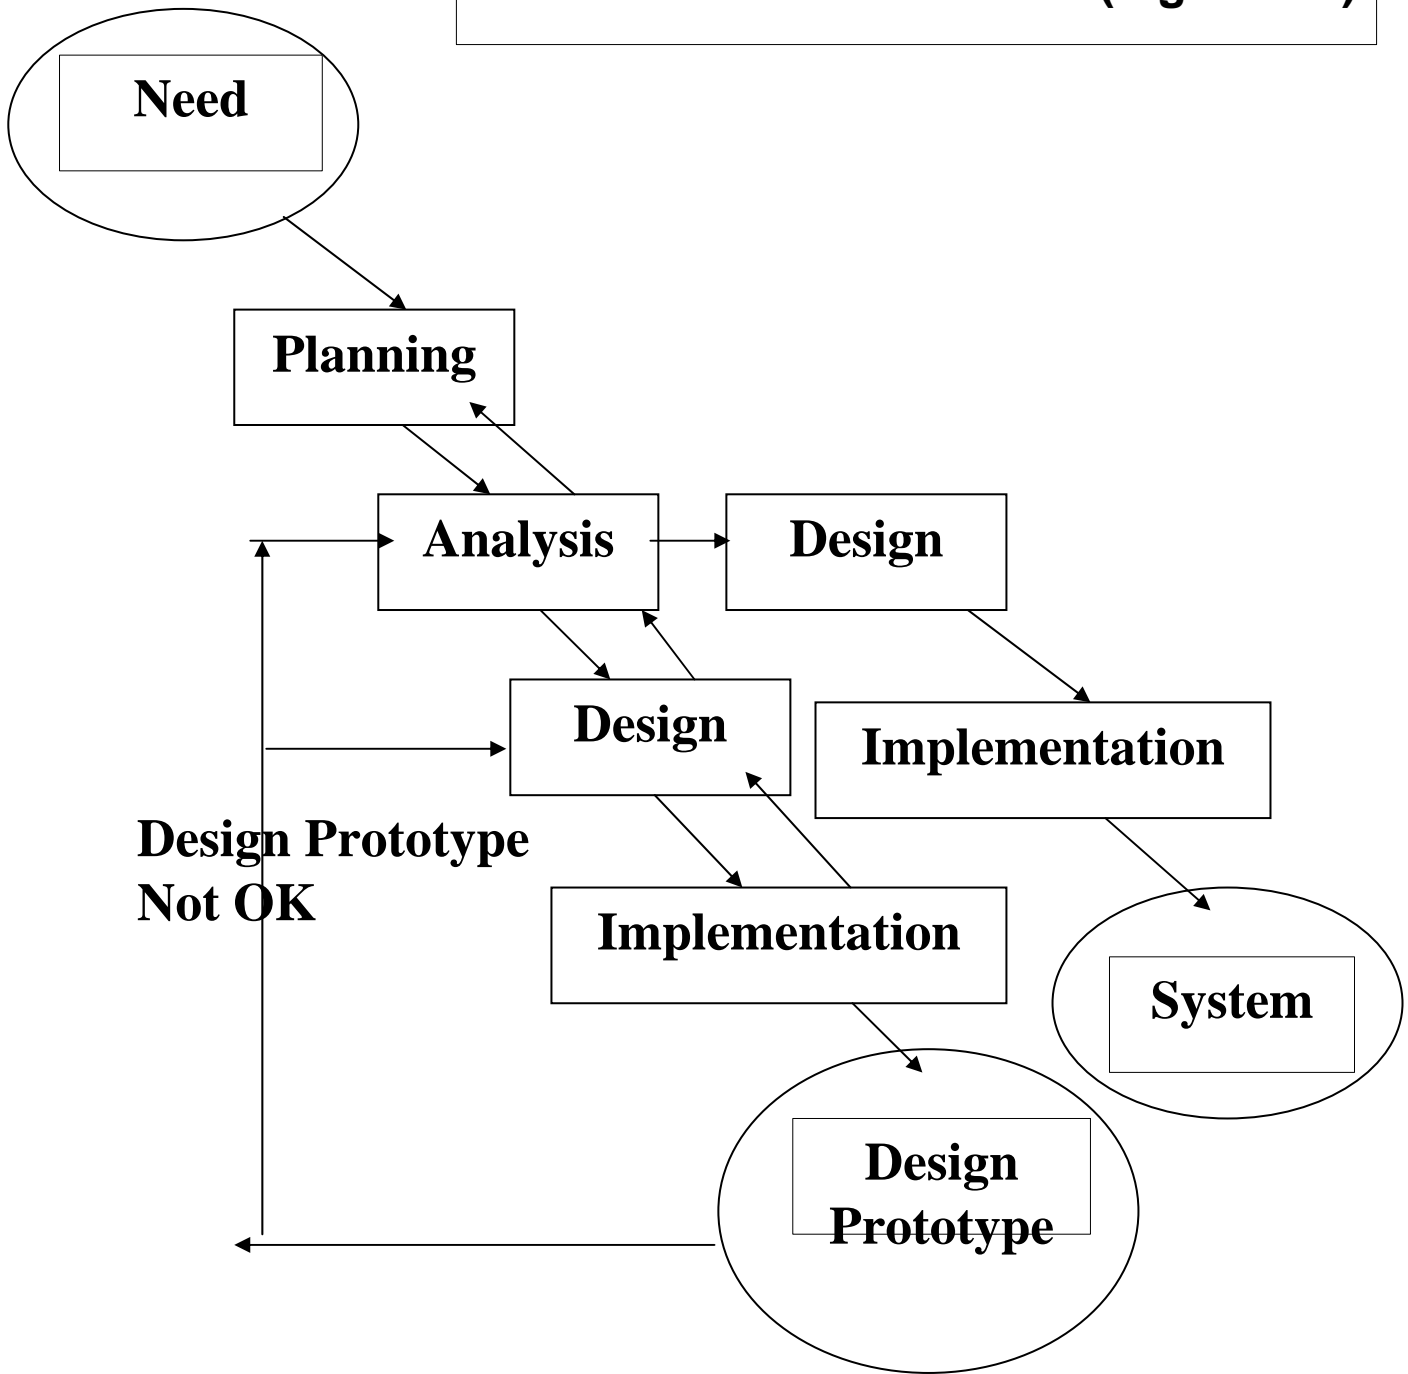 Need
Planning
Analysis
Design
Design
Implementation
Design Prototype
Not OK
Implementation
System
Design
Prototype